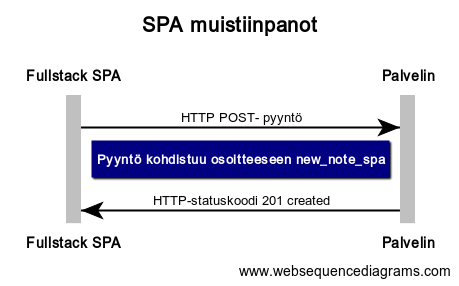 SPA muistiinpanot
Fullstack SPA
Palvelin
HTTP POST- pyyntö
Pyyntö kohdistuu osoitteeseen new_note_spa
HTTP-statuskoodi 201 created
Fullstack SPA
Palvelin
www.websequencediagrams.com